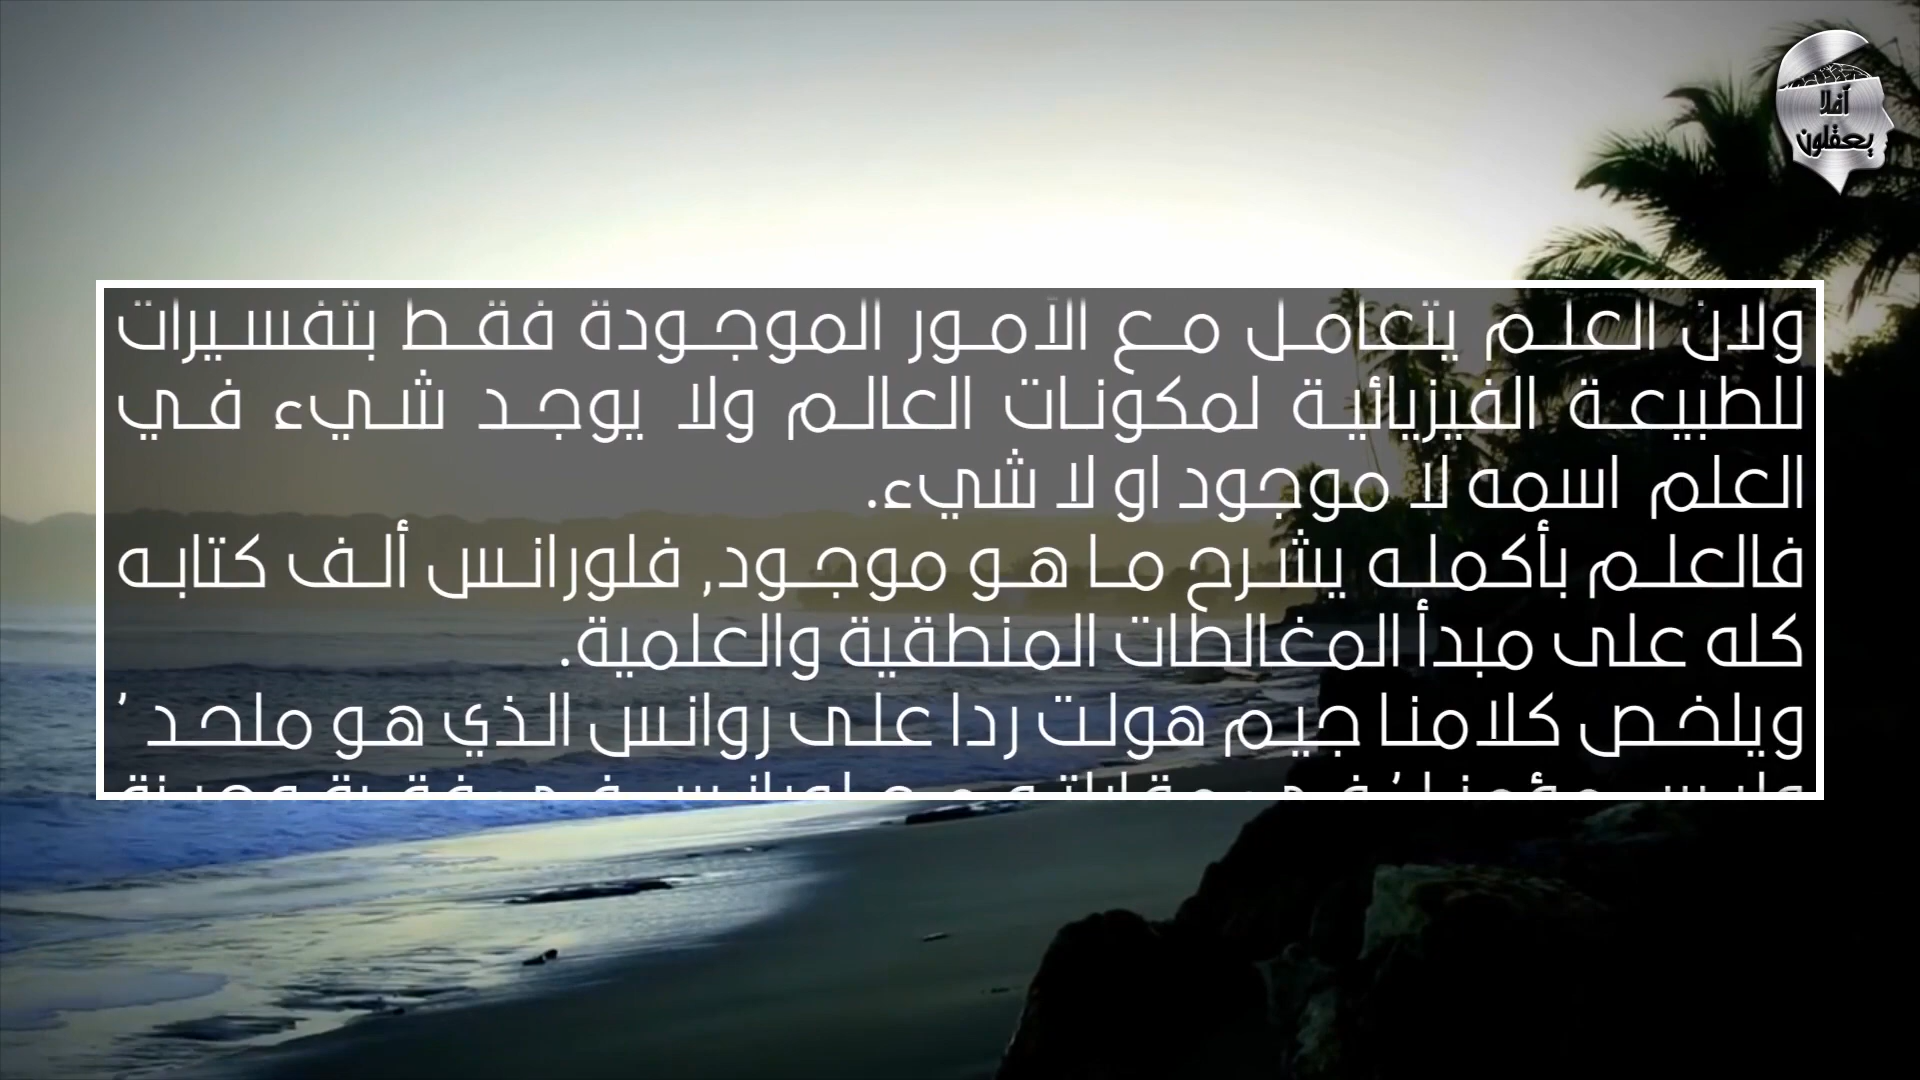 أفلا
يعقلون
ولان العلم يتعامل مع الامور الموجودة فقط بتفسيرات
للطبيعة الفيزيائية لمكونات العالم ولا يوجد شيء في
العلم اسمه لا موجود او لا شيء.
فالعلم بأكمله يشرح ما هو موجود, فلورانس ألف كتابه
كله على مبدأ المغالطات المنطقية والعلمية.
ويلخص كلامنا جيم هولت ردا على روانس الذي هو ملحد '